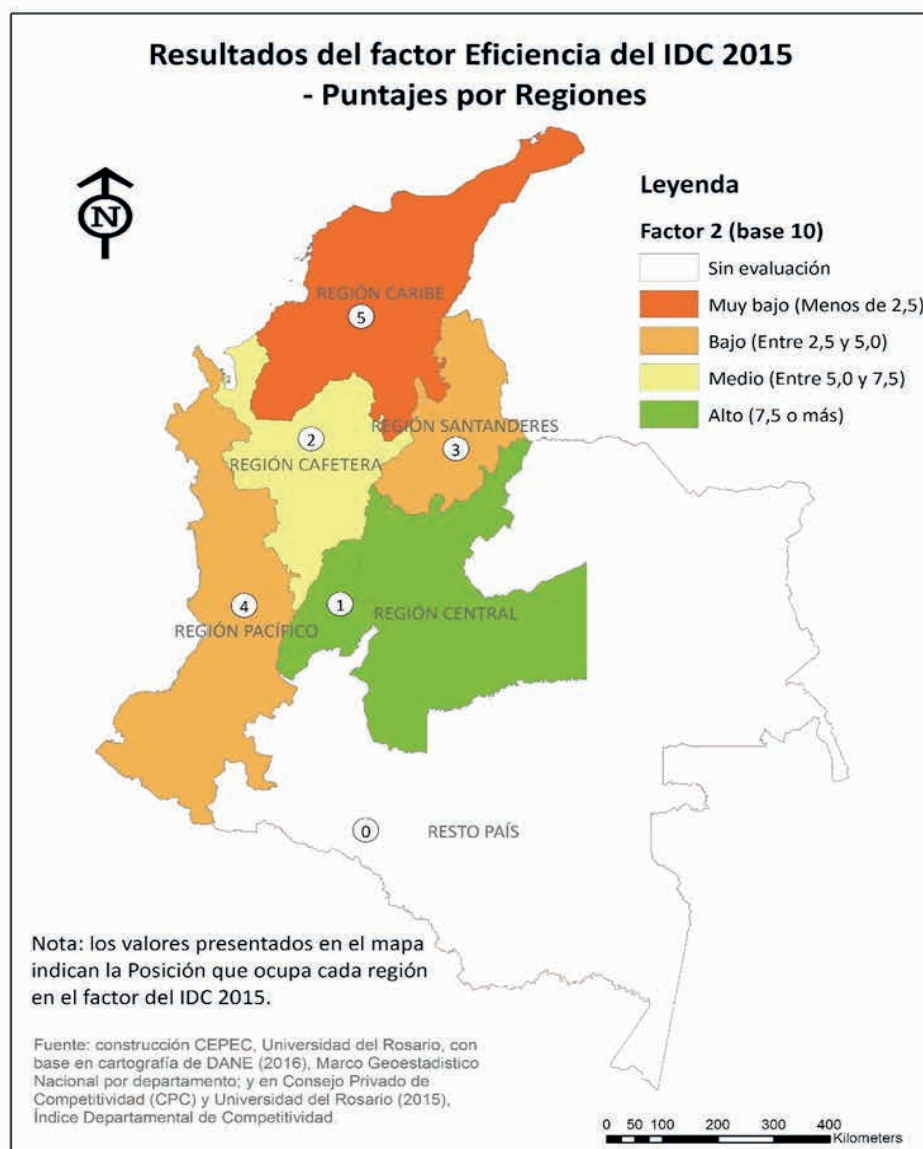 Resultados del factor Eficiencia del IDC 2015
- Puntajes por Regiones
N
Leyenda
Factor 2 (base 10)
Sin evaluación
Muy bajo (Menos de 2,5)
Bajo (Entre 2,5 y 5,0)
Medio (Entre 5,0 y 7,5)
Alto (7,5 o más)
REGIÓN CARIBE
5
REGIÓN SANTANDERES
2
3
REGIÓN CAFETERA
4
1
REGIÓN CENTRAL
REGIÓN PACÍFICO
0
RESTO PAÍS
Nota: los valores presentados en el mapa
indican la Posición que ocupa cada región
en el factor del IDC 2015.
Fuente: construcción CEPEC, Universidad del Rosario, con
base en cartografía de DANE (2016), Marco Geoestadistico
Nacional por departamento; y en Consejo Privado de
Competitividad (CPC) y Universidad del Rosario (2015),
Índice Departamental de Competitividad.
0 50 100 200 300 400
Kilometers